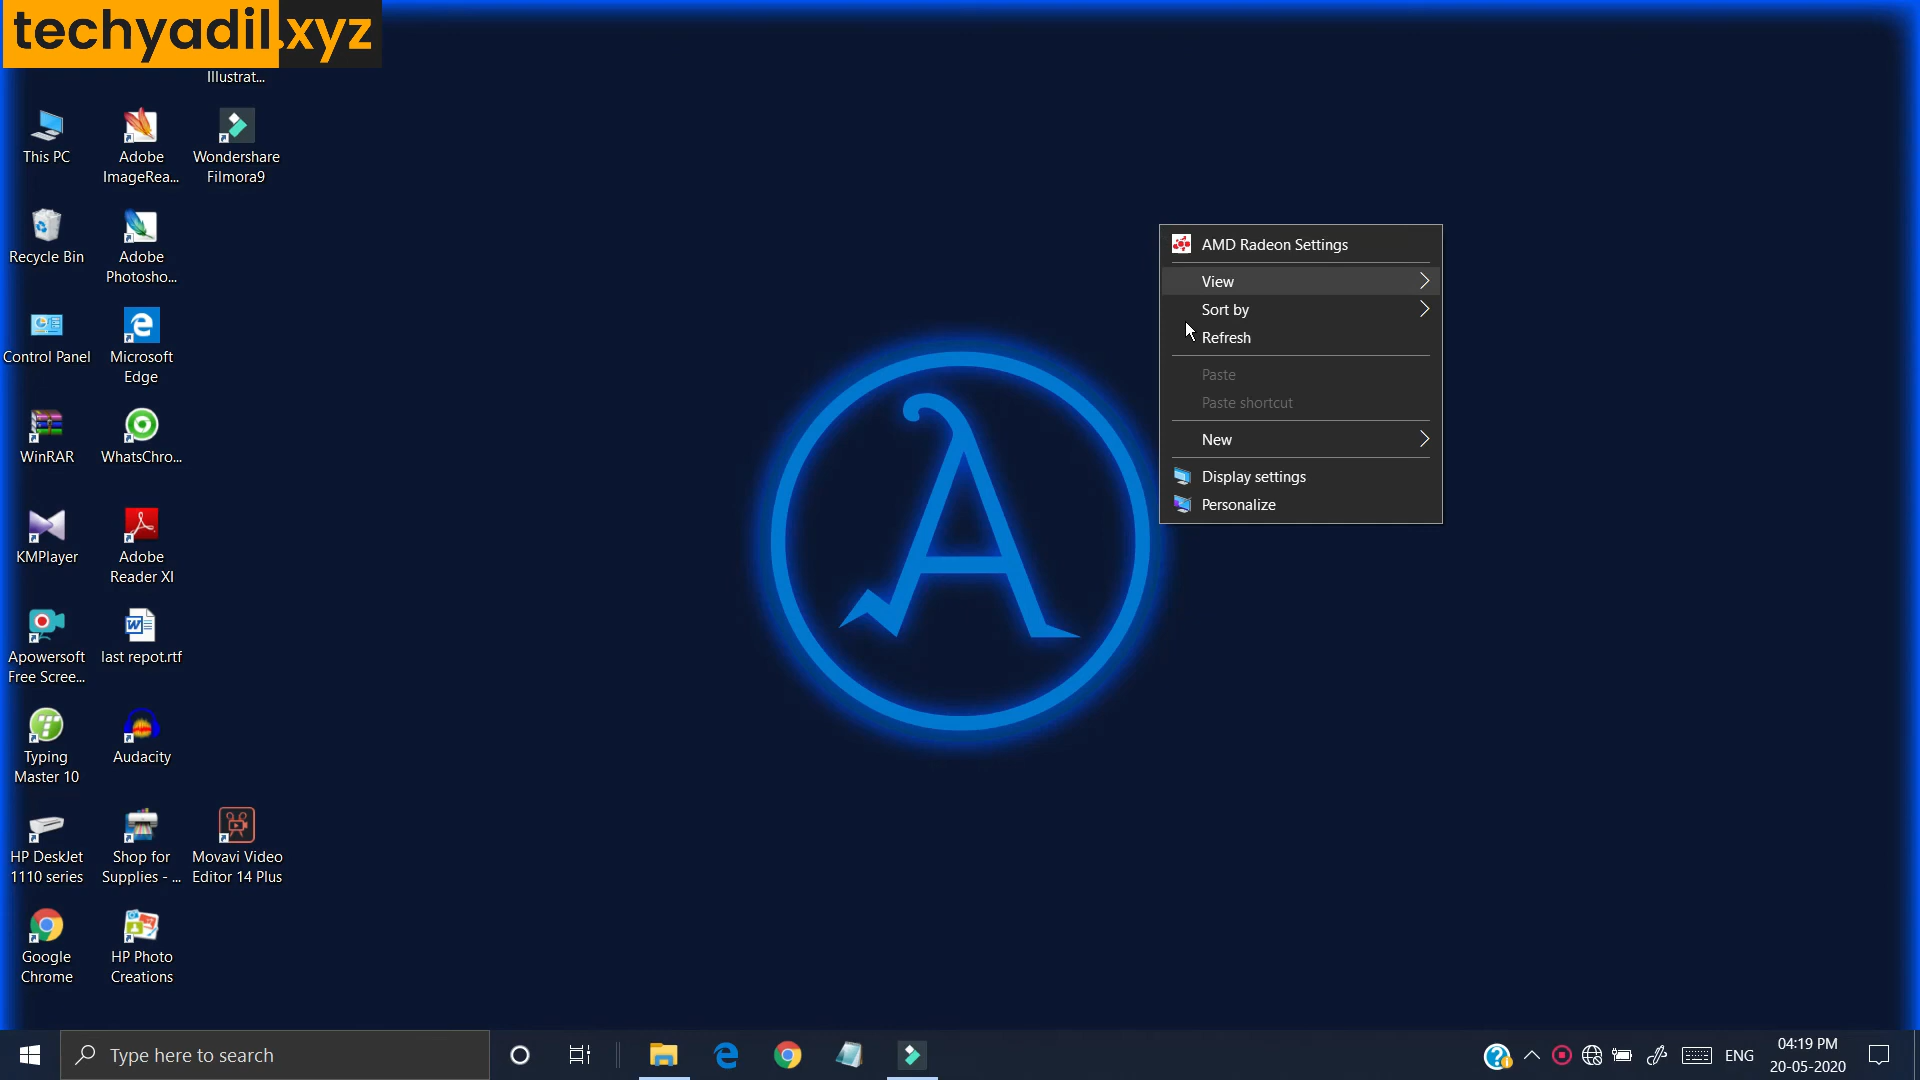 techyadil.xyz
Illustrat...
This PC
Adobe
ImageRea...
Wondershare
Filmora9
Recycle Bin
Adobe
Photosho...
Control Panel
Microsoft
Edge
WinRAR
WhatsChro...
KMPlayer
Adobe
Reader XI
Apowersoft
Free Scree...
last repot.rtf
Typing
Master 10
Audacity
HP DeskJet
1110 series
Shop for
Supplies - ...
Movavi Video
Editor 14 Plus
Google
Chrome
HP Photo
Creations
A
AMD Radeon Settings
View
Sort by
Refresh
Paste
Paste shortcut
New
Display settings
Personalize
Type here to search
ENG
04:19 PM
20-05-2020